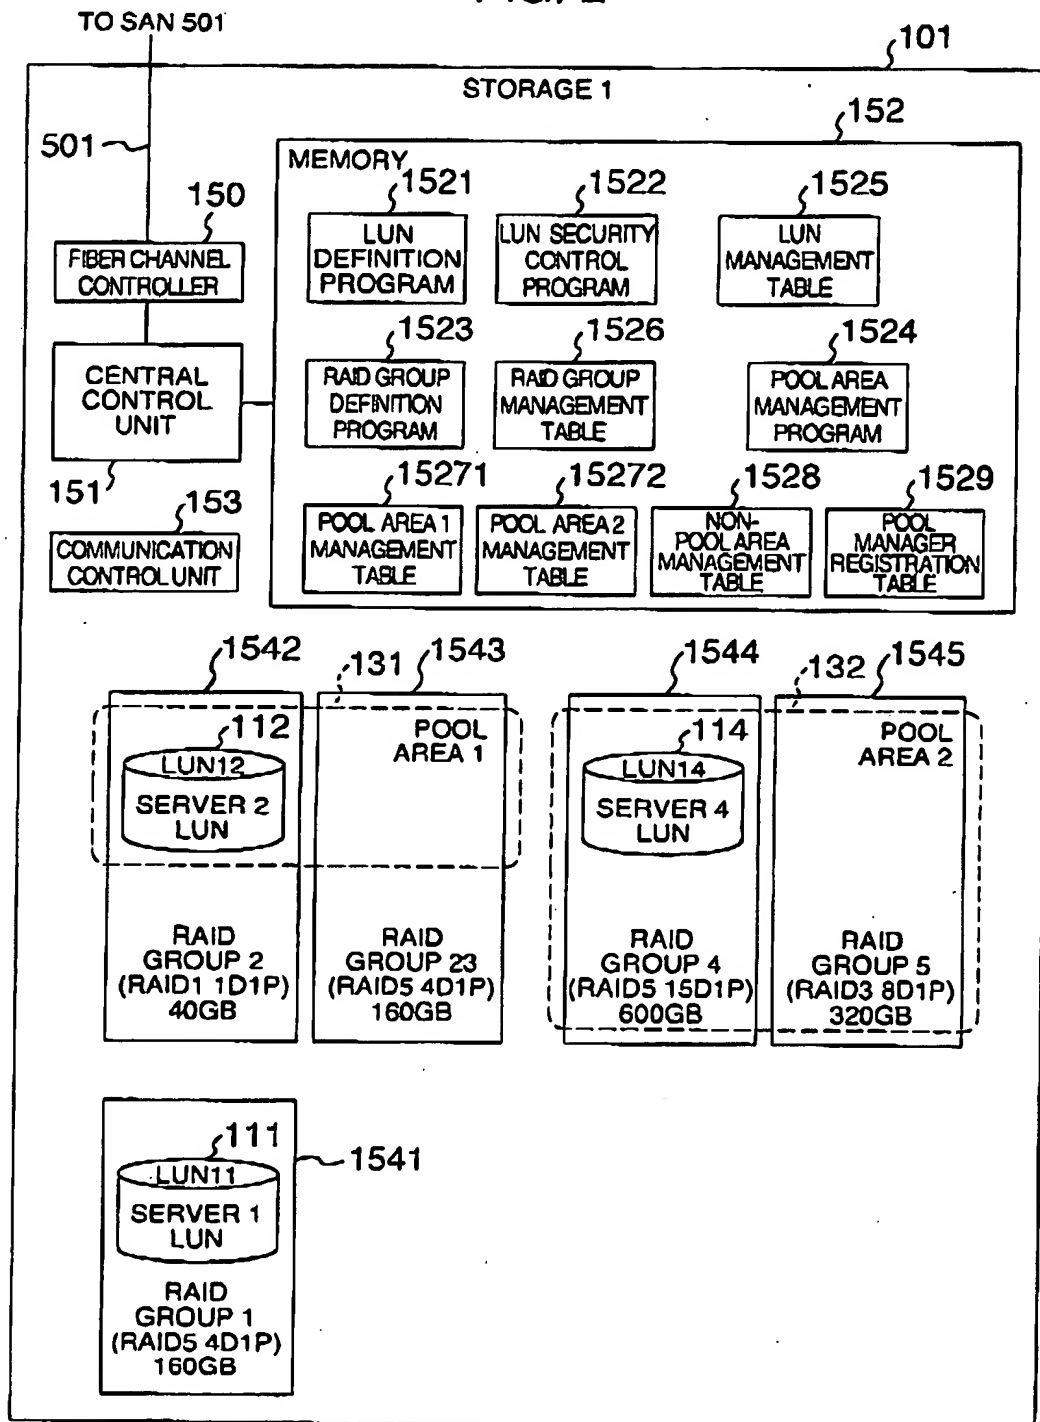 TO SAN 501
101
STORAGE 1
152
501
MEMORY
1521
1522
1525
150
LUN
DEFINITION
PROGRAM
LUN SECURITY
CONTROL
PROGRAM
LUN
MANAGEMENT
TABLE
FIBER CHANNEL
CONTROLLER
1523
1526
1524
CENTRAL
CONTROL
UNIT
RAID GROUP
DEFINITION
PROGRAM
RAID GROUP
MANAGEMENT
TABLE
POOL AREA
MANAGEMENT
PROGRAM
151
15271
15272
1528
1529
153
COMMUNICATION
CONTROL UNIT
POOL AREA 1
MANAGEMENT
TABLE
POOL AREA 2
MANAGEMENT
TABLE
NON-
POOL AREA
MANAGEMENT
TABLE
POOL
MANAGER
REGISTRATION
TABLE
1542
131
1543
1544
132
1545
112
LUN12
SERVER 2
LUN
POOL
AREA 1
114
LUN14
SERVER 4
LUN
POOL
AREA 2
RAID
GROUP 2
(RAID1 1D1P)
40GB
RAID
GROUP 23
(RAID5 4D1P)
160GB
RAID
GROUP 4
(RAID5 15D1P)
600GB
RAID
GROUP 5
(RAID3 8D1P)
320GB
111
1541
LUN11
SERVER 1
LUN
RAID
GROUP 1
(RAID5 4D1P)
160GB